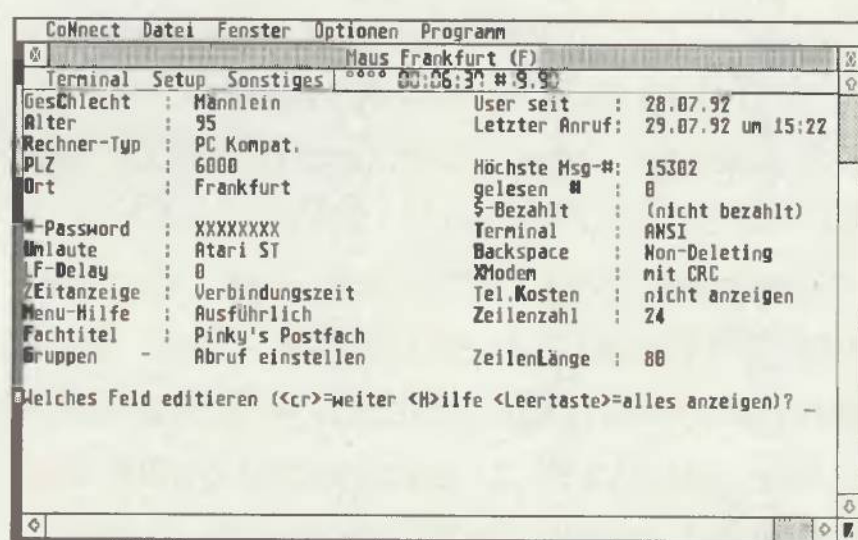 CoNnect Datei Fenster Optionen Programm
Maus Frankfurt (F)
Terminal Setup Sonstiges
GesChlecht : Männlein User seit : 28.07.92
Alter : 95 Letzter Anruf: 29.07.92 um 15:22
Rechner-Typ : PC Kompat.
PLZ : 6000 Höchste Msg-#: 15302
Ort : Frankfurt gelesen # : 0
$-Bezahlt : (nicht bezahlt)
-Password : XXXXXXXX Terminal : ANSI
Umlaute : Atari ST Backspace : Non-Deleting
LF-Delay : 0 XModem : mit CRC
ZEitanzeige : Verbindungszeit Tel.Kosten : nicht anzeigen
Menu-Hilfe : Ausführlich Zeilenzahl : 24
Fachtitel : Pinky's Postfach
Gruppen - Abruf einstellen ZeilenLänge : 80
Welches Feld editieren (<cr>=weiter <H>ilfe <Leertaste>=alles anzeigen)? _